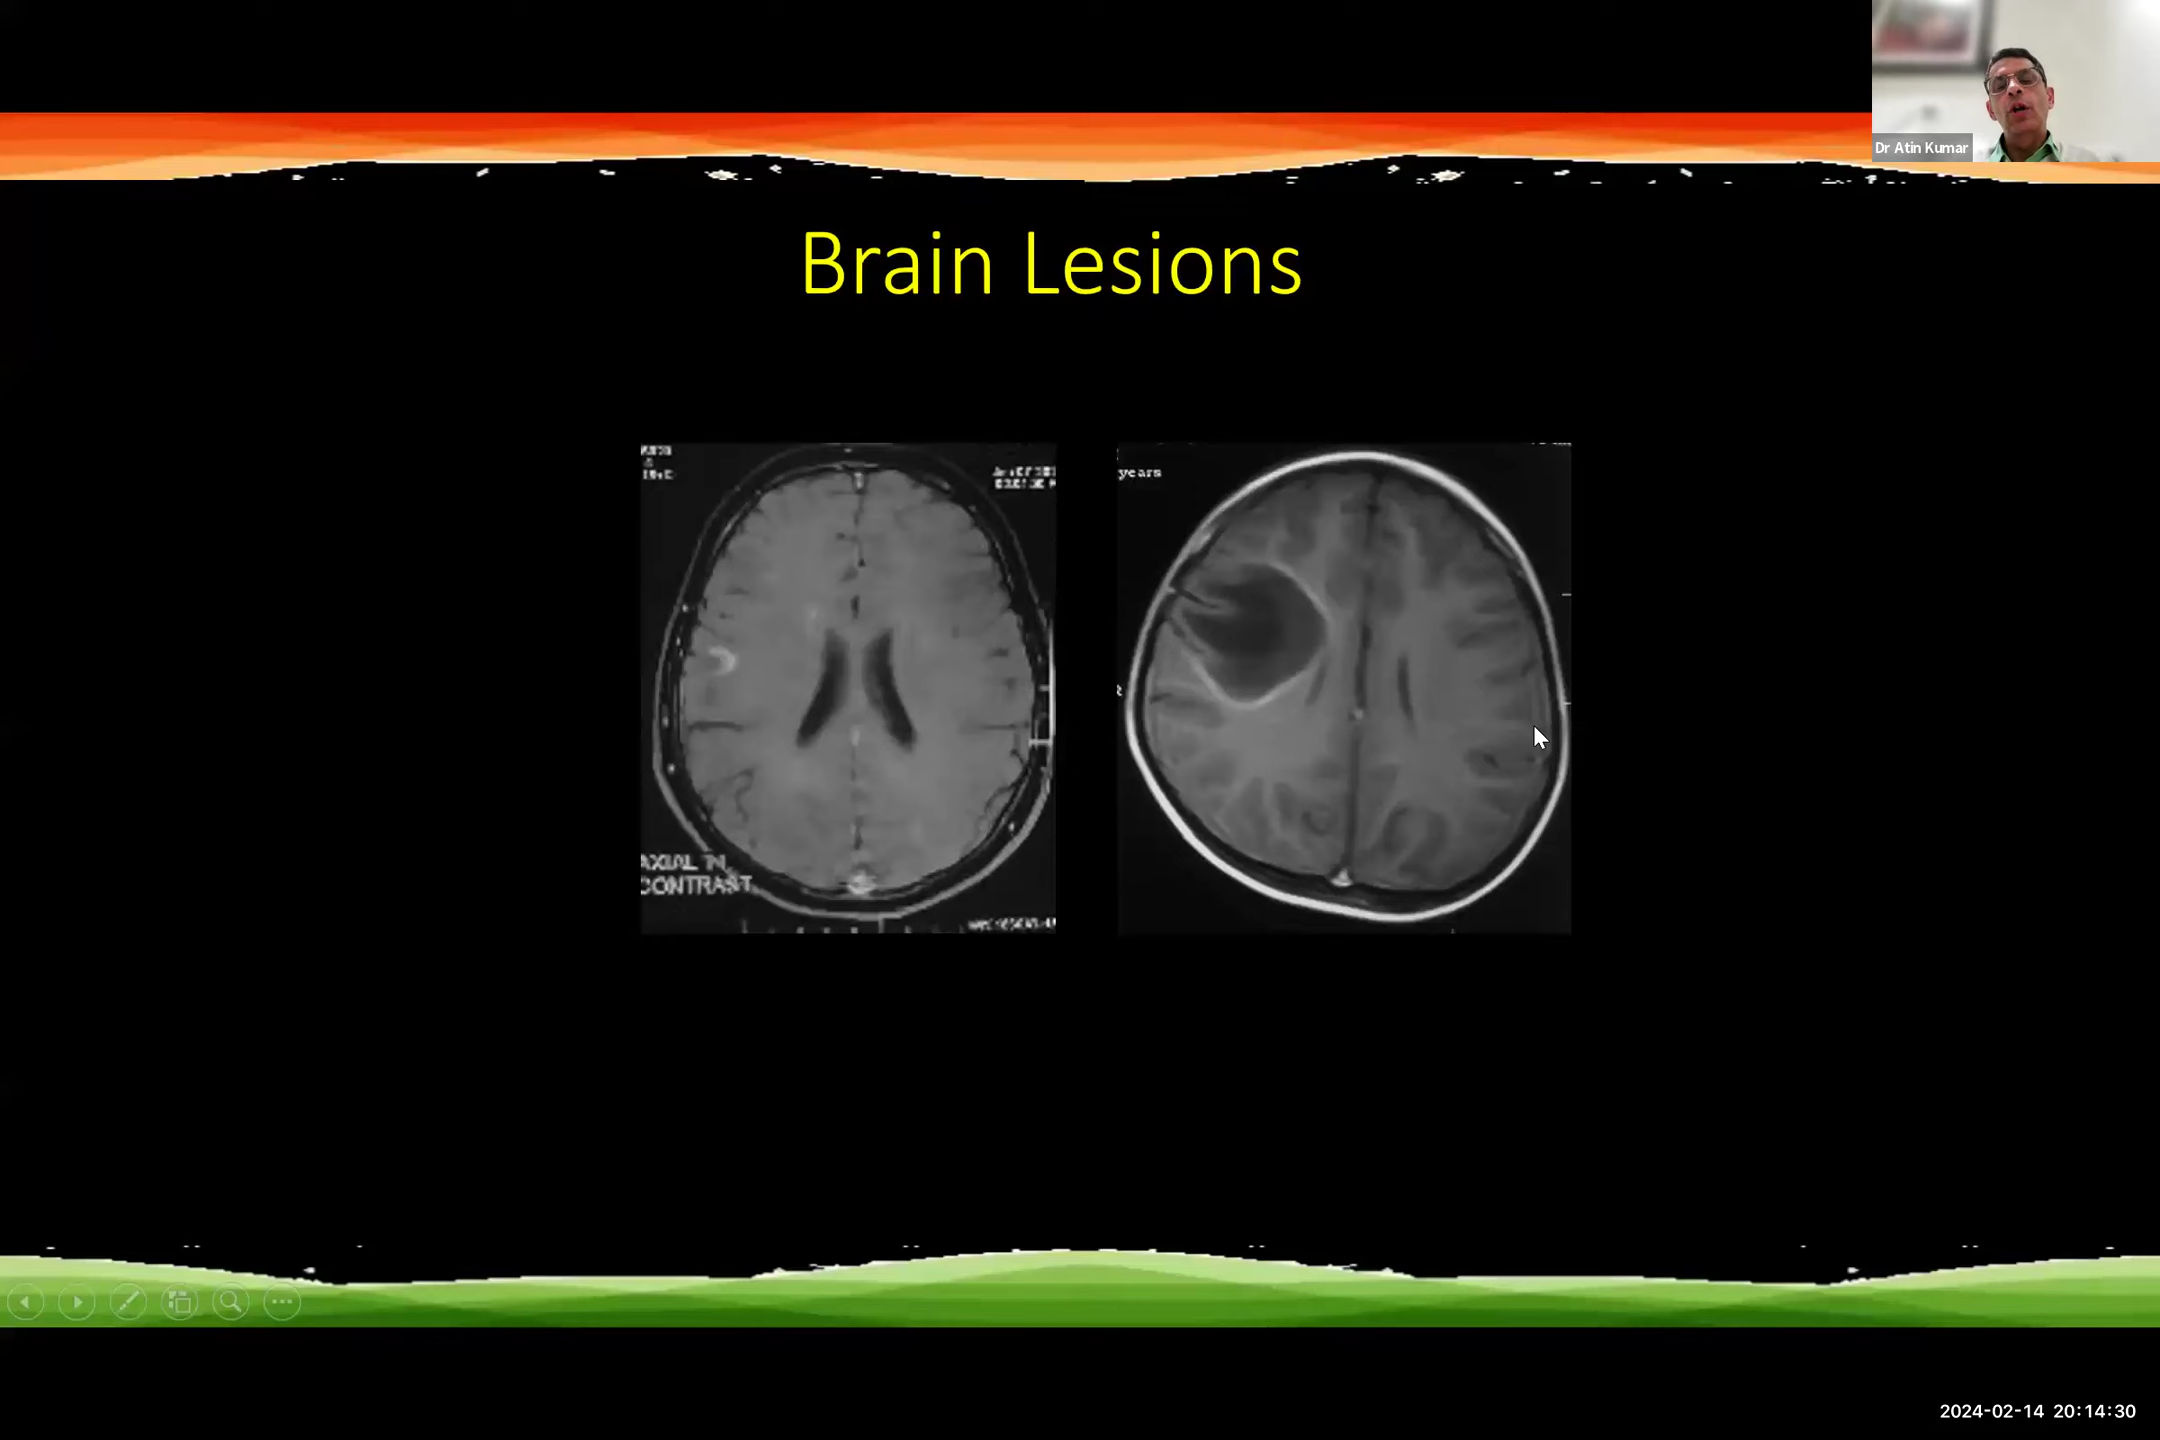 Dr Atin Kumar
Brain Lesions
years
R
AXIAL T1
CONTRAST
2024-02-14 20:14:30